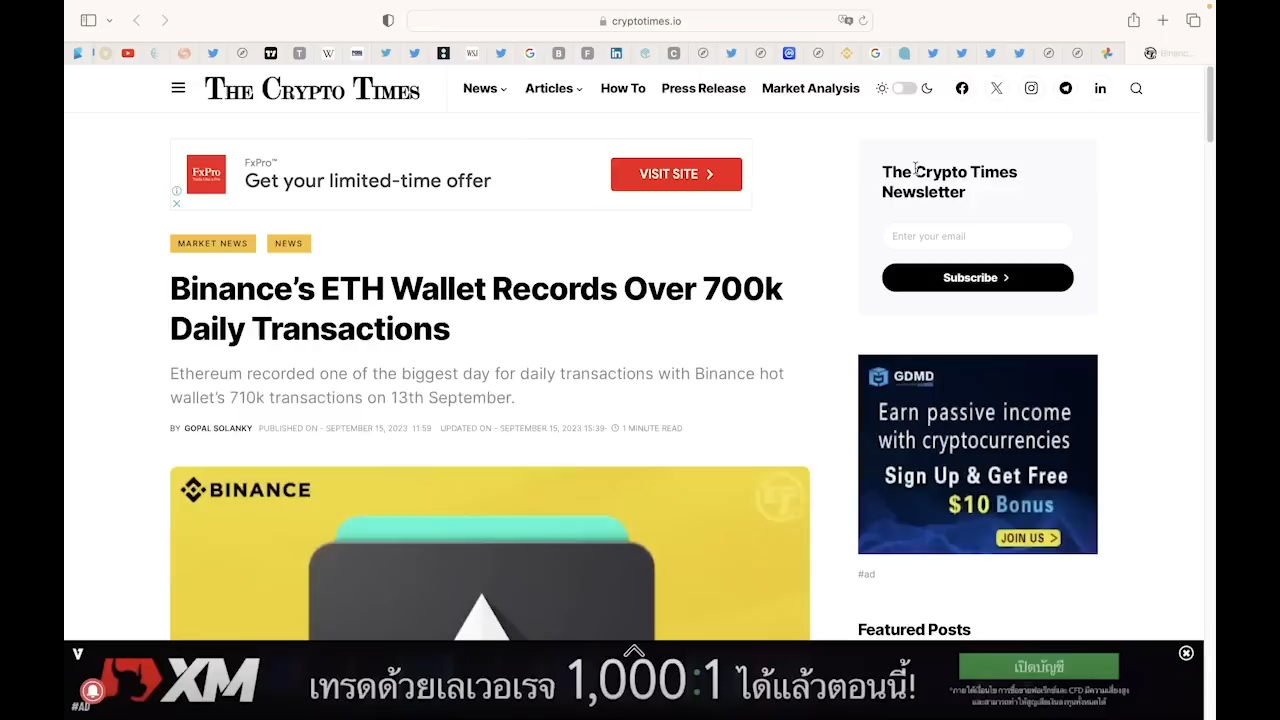 cryptotimes.io
THE CRYPTO TIMES
News
Articles
How To
Press Release
Market Analysis
FxPro
FxPro™
Get your limited-time offer
VISIT SITE
The Crypto Times
Newsletter
Enter your email
Subscribe
MARKET NEWS
NEWS
Binance’s ETH Wallet Records Over 700k
Daily Transactions
Ethereum recorded one of the biggest day for daily transactions with Binance hot
wallet’s 710k transactions on 13th September.
BY GOPAL SOLANKY PUBLISHED ON - SEPTEMBER 15, 2023 11:59 UPDATED ON - SEPTEMBER 15, 2023 15:39- 1 MINUTE READ
BINANCE
GDMD
Earn passive income
with cryptocurrencies
Sign Up & Get Free
$10 Bonus
JOIN US >
#ad
Featured Posts
XM
#AD
เทรดด้วยเลเวอเรจ 1,000:1 ได้แล้วตอนนี้!
เปิดบัญชี